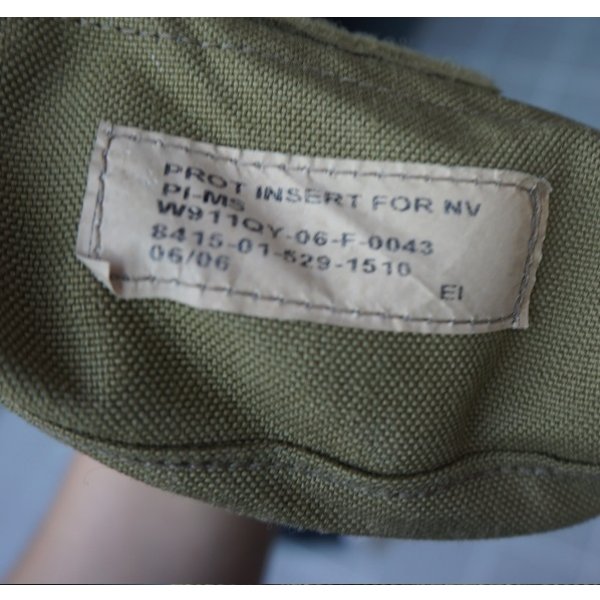 PROT INSERT FOR NV
PI-MS
W911QY-06-F-0043
8415-01-529-1510
06/06 EI